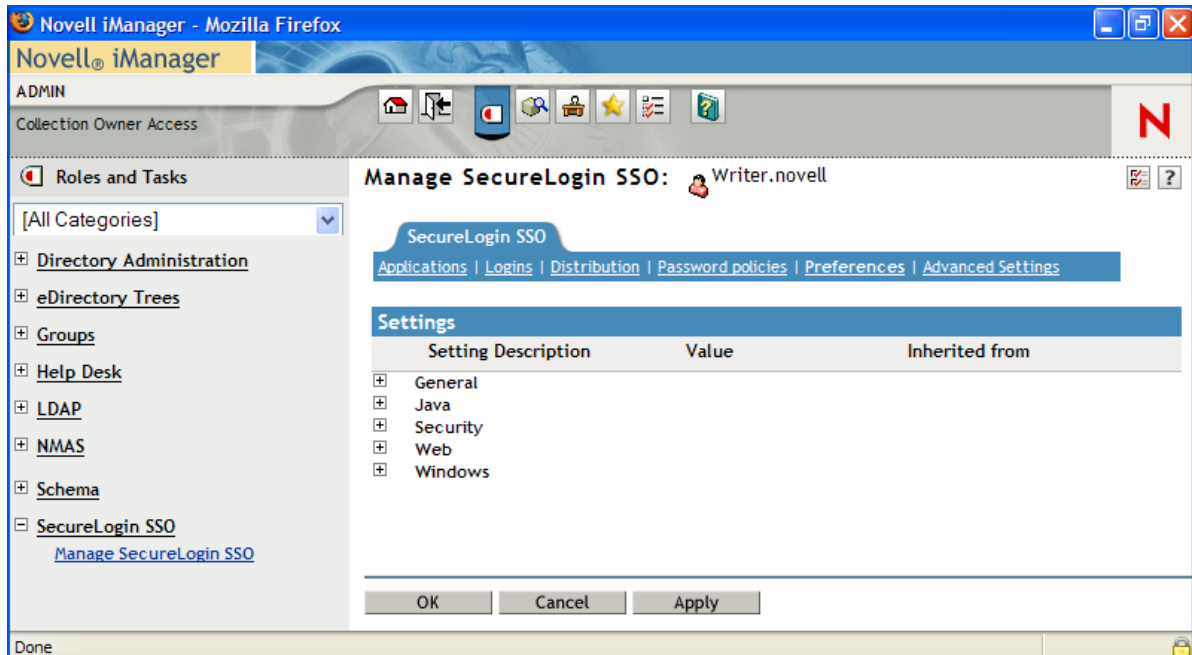 Novell iManager - Mozilla Firefox
Novell® iManager
ADMIN
Collection Owner Access
N
Roles and Tasks
[All Categories]
Directory Administration
eDirectory Trees
Groups
Help Desk
LDAP
NMAS
Schema
SecureLogin SSO
Manage SecureLogin SSO
Manage SecureLogin SSO: Writer.novell
?
SecureLogin SSO
Applications | Logins | Distribution | Password policies | Preferences | Advanced Settings
Settings
Setting Description Value Inherited from
General
Java
Security
Web
Windows
OK Cancel Apply
Done